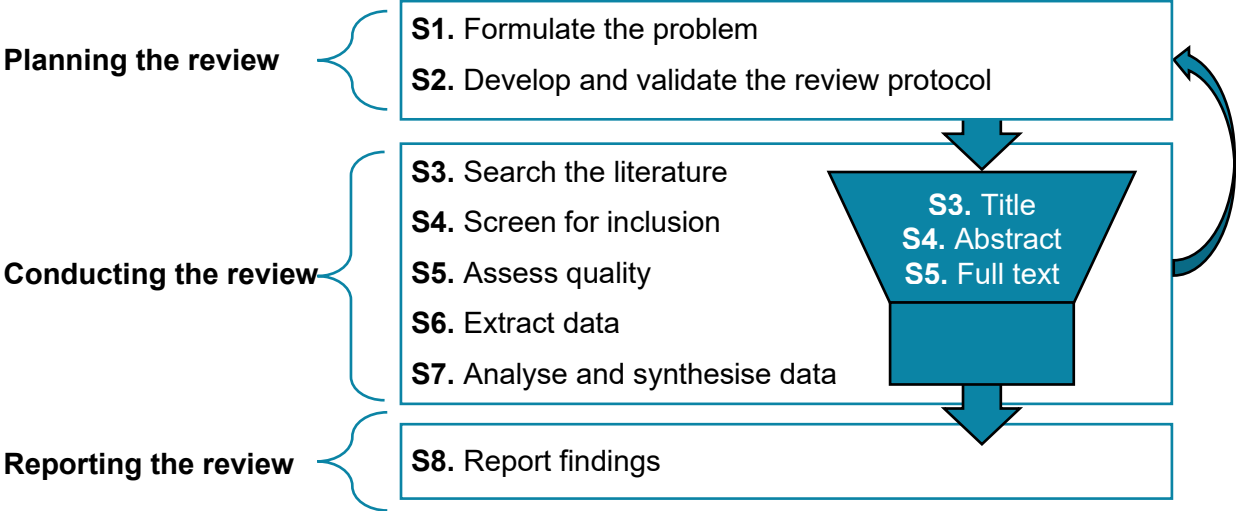 Planning the review
S1. Formulate the problem
S2. Develop and validate the review protocol
Conducting the review
S3. Search the literature
S4. Screen for inclusion
S5. Assess quality
S6. Extract data
S7. Analyse and synthesise data
S3. Title
S4. Abstract
S5. Full text
Reporting the review
S8. Report findings